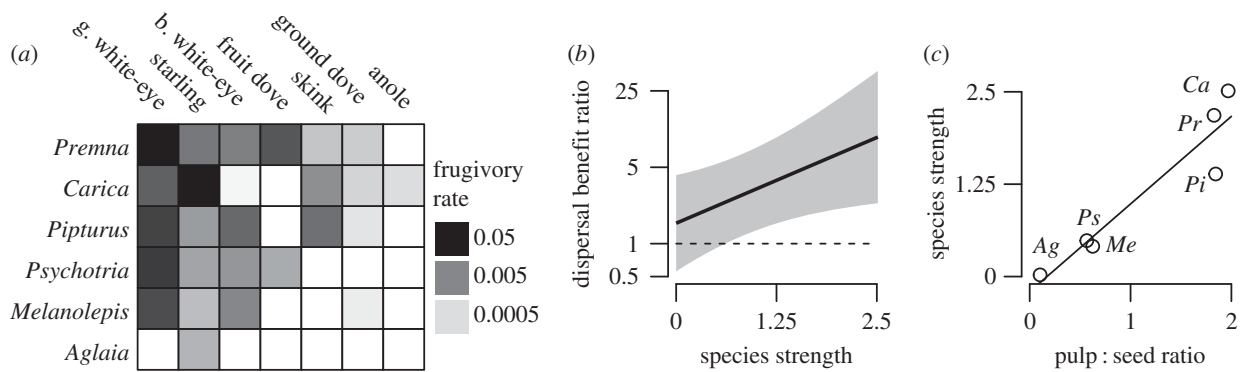 (a)
g. white-eye
starling
b. white-eye
fruit dove
skink
ground dove
anole
Premna
Carica
Pipturus
Psychotria
Melanolepis
Aglaia
frugivory
rate
0.05
0.005
0.0005
(b)
dispersal benefit ratio
25
5
1
0.5
0 1.25 2.5
species strength
(c)
species strength
2.5
1.25
0
Ca
Pr
Pi
Ps
Ag Me
0 1 2
pulp : seed ratio